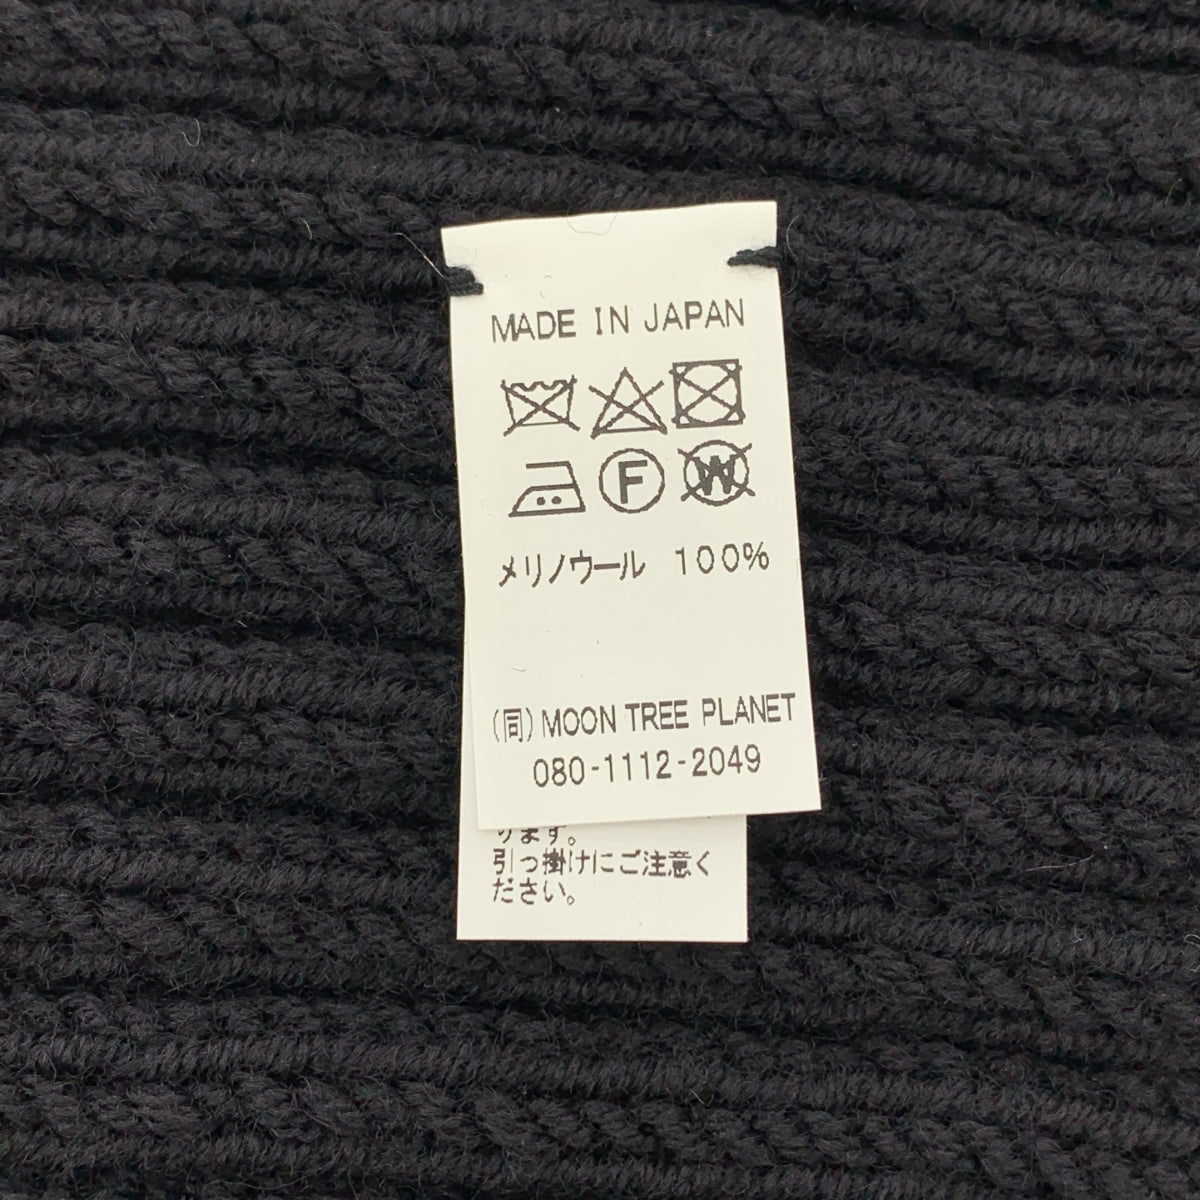 MADE IN JAPAN
F W
メリノウール 100%
(同) MOON TREE PLANET
080-1112-2049
ります。
引っ掛けにご注意く
ださい。